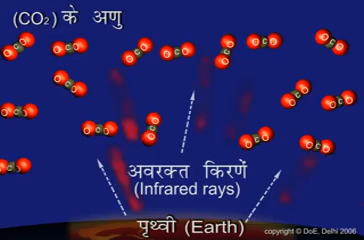 (CO₂) के अणु
अवरक्त किरणें
(Infrared rays)
पृथ्वी (Earth)
copyright © DoE, Delhi 2006